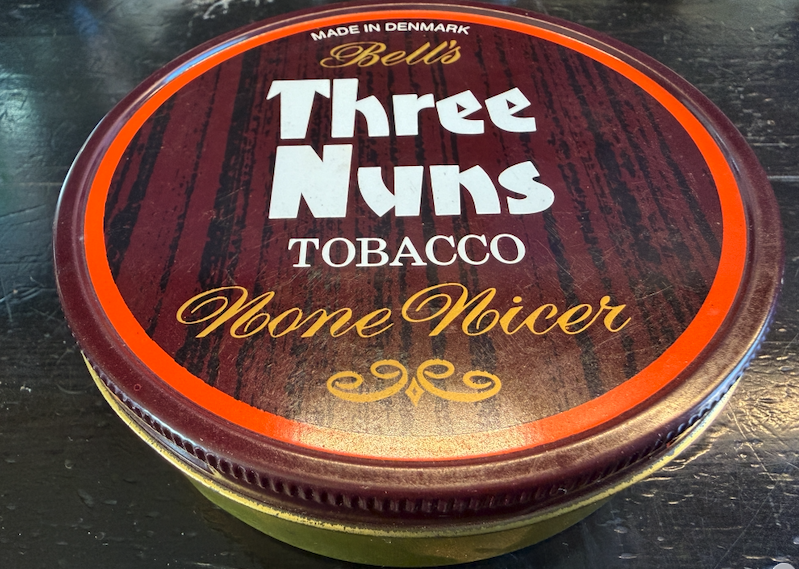 MADE IN DENMARK
Bell's
Three
Nuns
TOBACCO
None Nicer